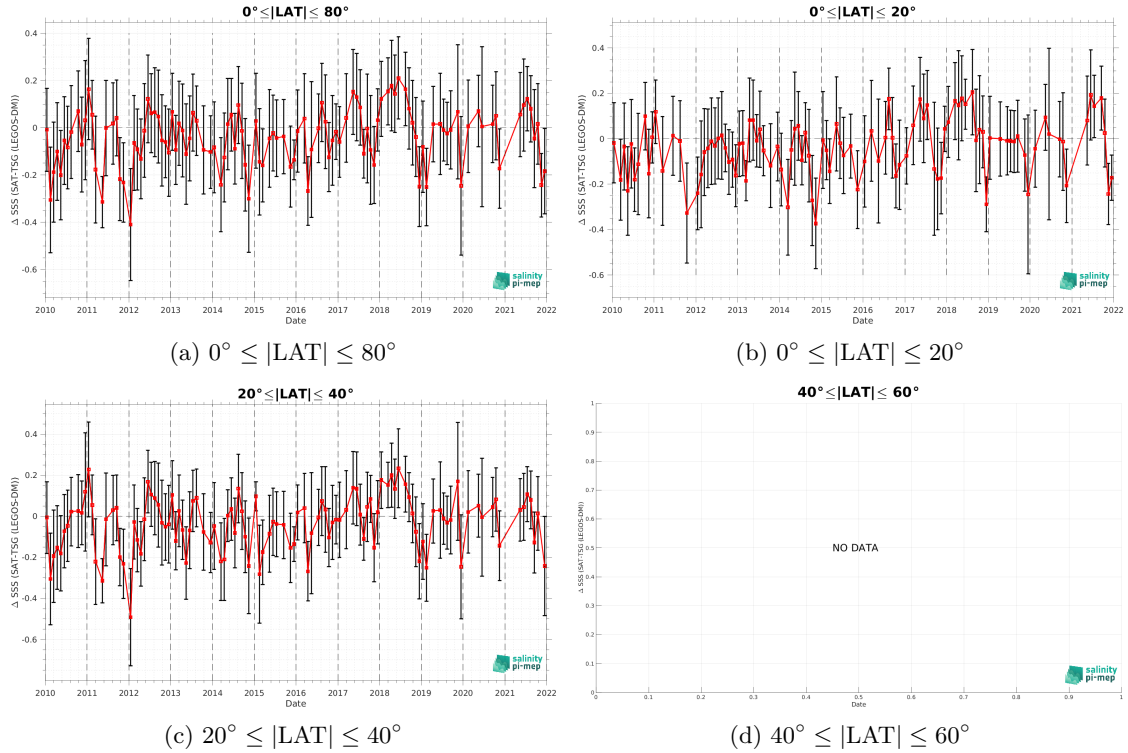 0°≤|LAT|≤ 80°
Δ SSS (SAT-TSG (LEGOS-DM))
0.4
0.2
0
-0.2
-0.4
-0.6
2010 2011 2012 2013 2014 2015 2016 2017 2018 2019 2020 2021 2022
Date
salinity
pi-mep
(a) 0° ≤ |LAT| ≤ 80°
0°≤|LAT|≤ 20°
Δ SSS (SAT-TSG (LEGOS-DM))
0.4
0.2
0
-0.2
-0.4
-0.6
2010 2011 2012 2013 2014 2015 2016 2017 2018 2019 2020 2021 2022
Date
salinity
pi-mep
(b) 0° ≤ |LAT| ≤ 20°
20°≤|LAT|≤ 40°
Δ SSS (SAT-TSG (LEGOS-DM))
0.4
0.2
0
-0.2
-0.4
-0.6
2010 2011 2012 2013 2014 2015 2016 2017 2018 2019 2020 2021 2022
Date
salinity
pi-mep
(c) 20° ≤ |LAT| ≤ 40°
40°≤|LAT|≤ 60°
Δ SSS (SAT-TSG (LEGOS-DM))
1
0.9
0.8
0.7
0.6
0.5
0.4
0.3
0.2
0.1
0
NO DATA
0 0.1 0.2 0.3 0.4 0.5 0.6 0.7 0.8 0.9 1
Date
salinity
pi-mep
(d) 40° ≤ |LAT| ≤ 60°